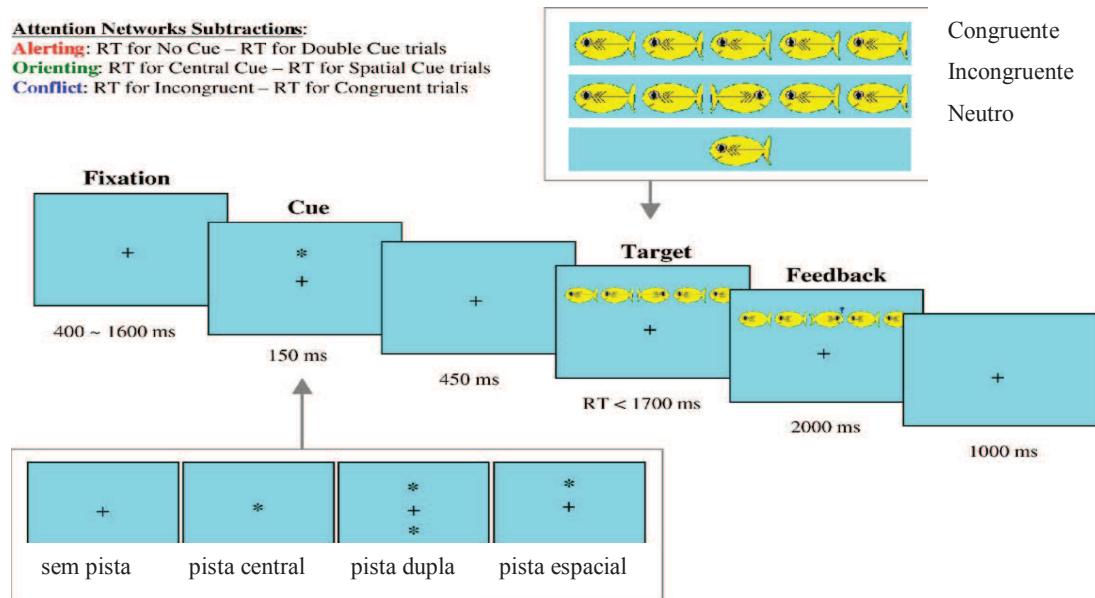 Attention Networks Subtractions:
Alerting: RT for No Cue – RT for Double Cue trials
Orienting: RT for Central Cue – RT for Spatial Cue trials
Conflict: RT for Incongruent – RT for Congruent trials
Congruente
Incongruente
Neutro
Fixation
Cue
Target
Feedback
400 ~ 1600 ms
150 ms
450 ms
RT < 1700 ms
2000 ms
1000 ms
sem pista
pista central
pista dupla
pista espacial